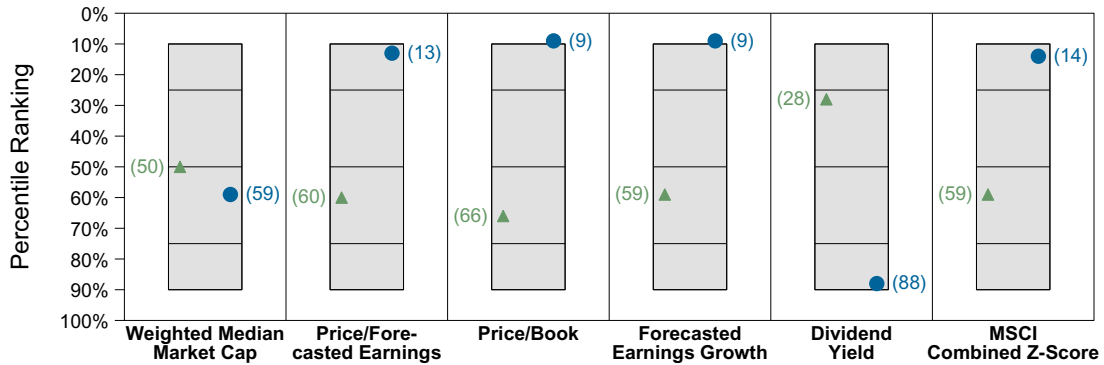 0%
10%
20%
30%
40%
50%
60%
70%
80%
90%
100%
Percentile Ranking
(50)
(59)
(13)
(60)
(9)
(66)
(9)
(59)
(28)
(88)
(14)
(59)
Weighted Median
Market Cap
Price/Fore-
casted Earnings
Price/Book
Forecasted
Earnings Growth
Dividend
Yield
MSCI
Combined Z-Score